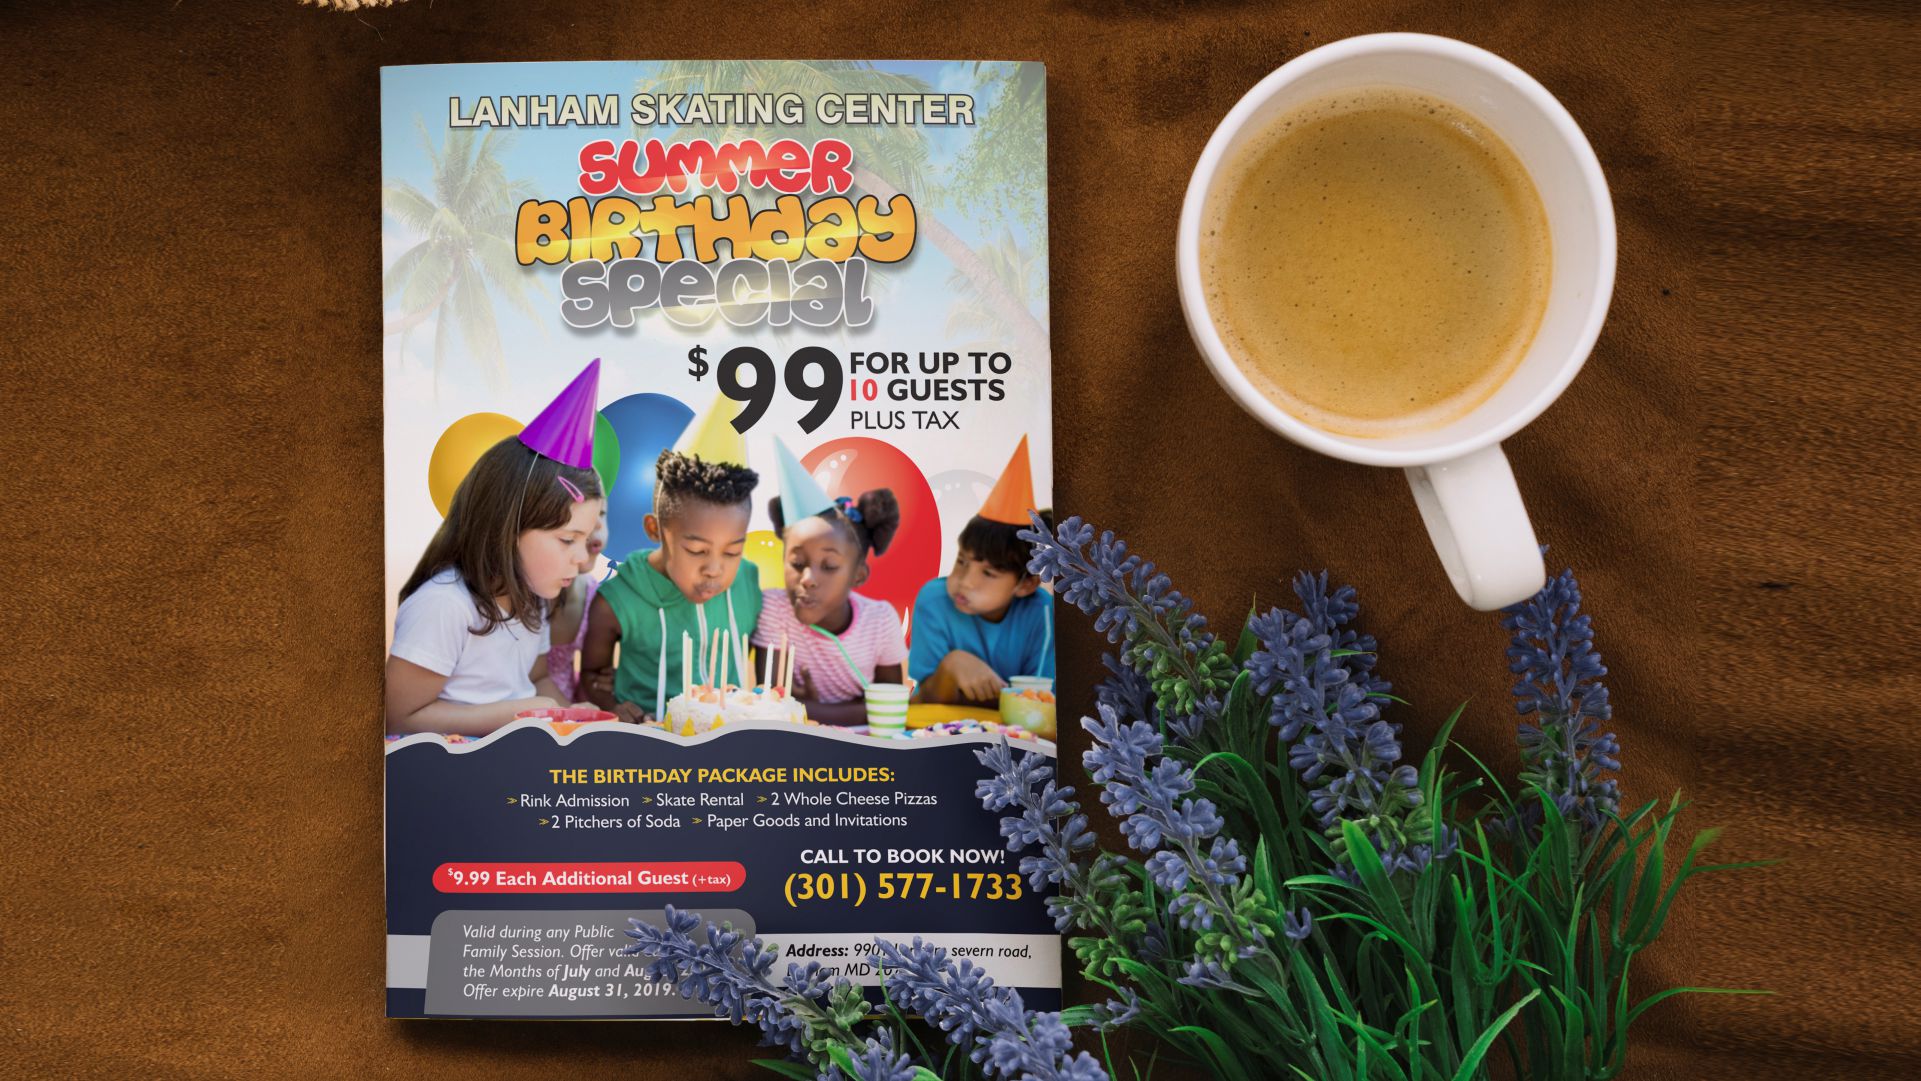 LANHAM SKATING CENTER
SUMMER
BIRTHDAY
SPECIAL
$99 FOR UP TO
10 GUESTS
PLUS TAX
THE BIRTHDAY PACKAGE INCLUDES:
Rink Admission Skate Rental 2 Whole Cheese Pizzas
2 Pitchers of Soda Paper Goods and Invitations
$9.99 Each Additional Guest (+tax)
CALL TO BOOK NOW!
(301) 577-1733
Valid during any Public
Family Session. Offer
the Months of July and
Offer expire August 31, 2019.
Address: severn road,
MD